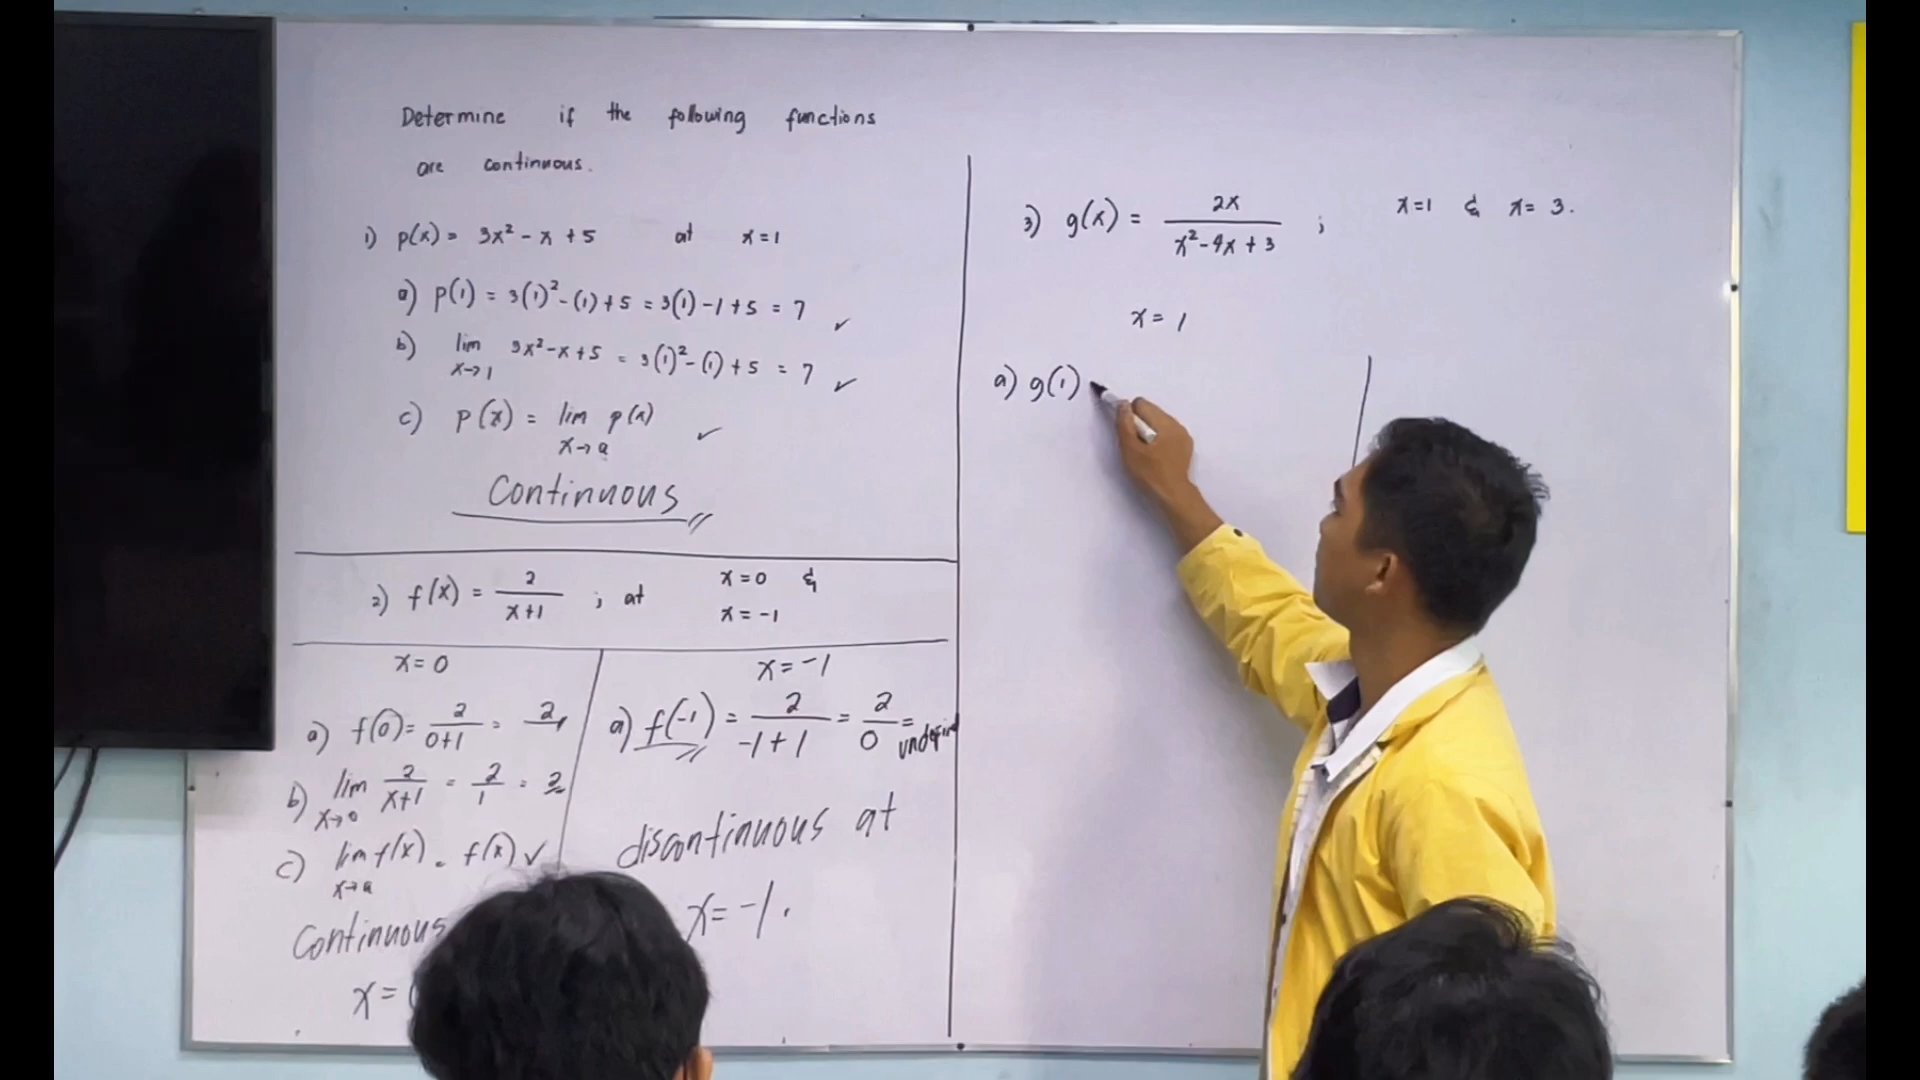 Determine if the following functions
are continuous.
1) p(x) = 3x² - x + 5 at x = 1
a) p(1) = 3(1)² - (1) + 5 = 3(1) - 1 + 5 = 7 ✓
b) lim x→1 3x² - x + 5 = 3(1)² - (1) + 5 = 7 ✓
c) p(x) = lim x→a p(x) ✓
Continuous
2) f(x) = 2/(x+1) ; at x = 0 &
x = -1
x = 0
a) f(0) = 2/(0+1) = 2
b) lim x→0 2/(x+1) = 2/1 = 2
c) lim x→a f(x) = f(x) ✓
Continuous
x =
x = -1
a) f(-1) = 2/(-1+1) = 2/0 =
discontinuous at
x = -1.
3) g(x) = 2x/(x² - 4x + 3) ; x = 1 & x = 3.
x = 1
a) g(1)